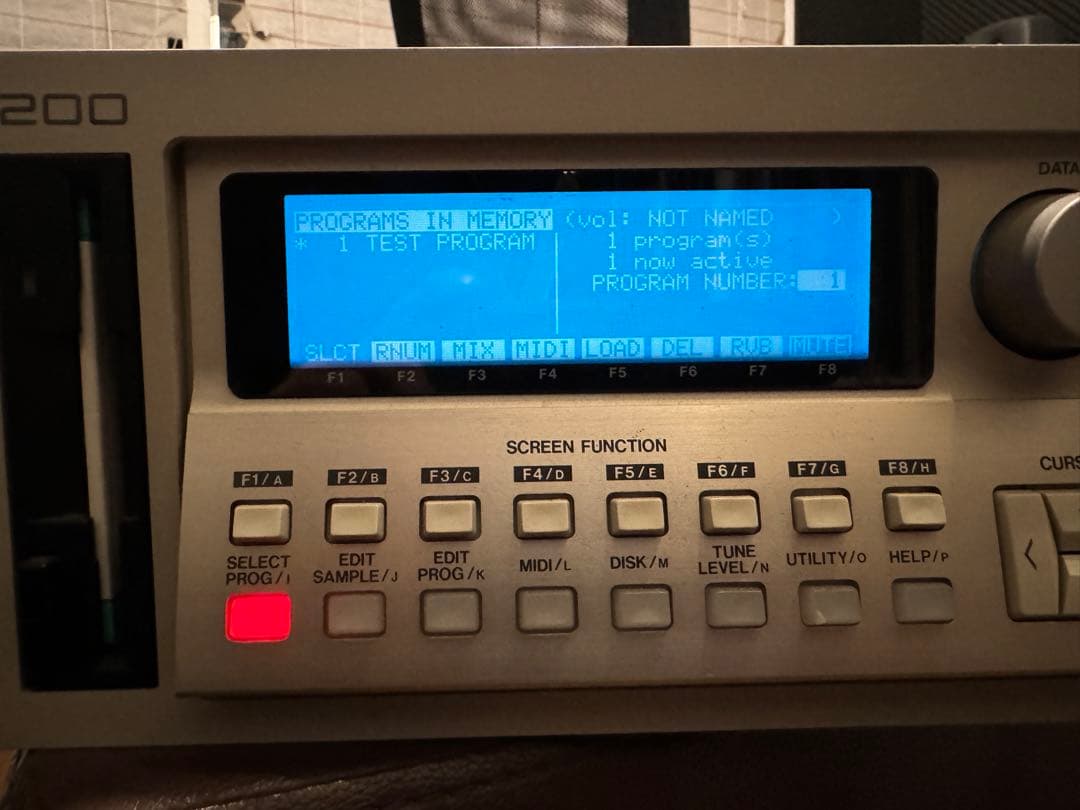 200
DATA
PROGRAMS IN MEMORY (vol: NOT NAMED )
* 1 TEST PROGRAM
1 program(s)
1 now active
PROGRAM NUMBER: 1
SLCT RNUM MIX MIDI LOAD DEL RVB MUTE
F1 F2 F3 F4 F5 F6 F7 F8
SCREEN FUNCTION
F1/A F2/B F3/C F4/D F5/E F6/F F7/G F8/H
CURS
SELECT PROG/I
EDIT SAMPLE/J
EDIT PROG/K
MIDI/L
DISK/M
TUNE LEVEL/N
UTILITY/O
HELP/P